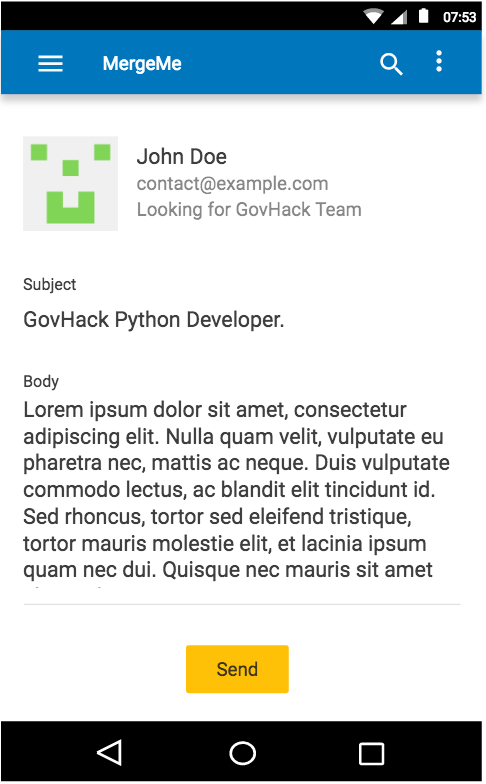 07:53
MergeMe
John Doe
contact@example.com
Looking for GovHack Team
Subject
GovHack Python Developer.
Body
Lorem ipsum dolor sit amet, consectetur
adipiscing elit. Nulla quam velit, vulputate eu
pharetra nec, mattis ac neque. Duis vulputate
commodo lectus, ac blandit elit tincidunt id.
Sed rhoncus, tortor sed eleifend tristique,
tortor mauris molestie elit, et lacinia ipsum
quam nec dui. Quisque nec mauris sit amet
Send